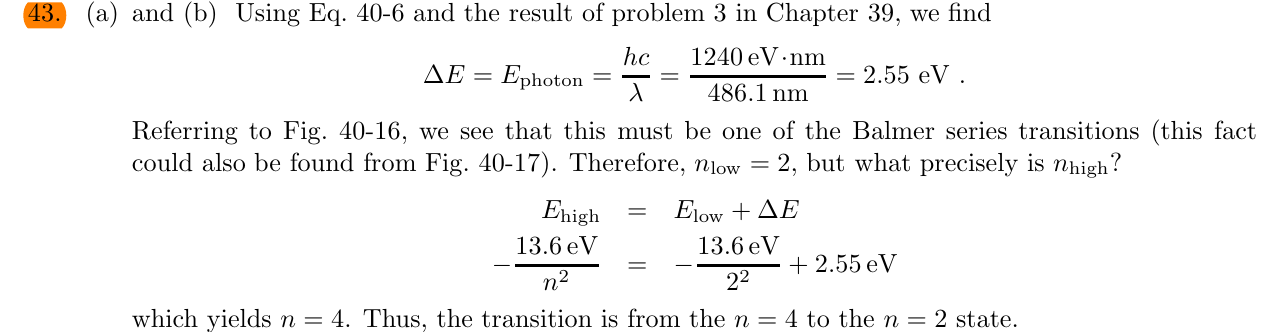 43. (a) and (b) Using Eq. 40-6 and the result of problem 3 in Chapter 39, we find
ΔE = E_photon = hc/λ = 1240 eV·nm/486.1 nm = 2.55 eV .
Referring to Fig. 40-16, we see that this must be one of the Balmer series transitions (this fact
could also be found from Fig. 40-17). Therefore, n_low = 2, but what precisely is n_high?
E_high = E_low + ΔE
−13.6 eV/n² = −13.6 eV/2² + 2.55 eV
which yields n = 4. Thus, the transition is from the n = 4 to the n = 2 state.